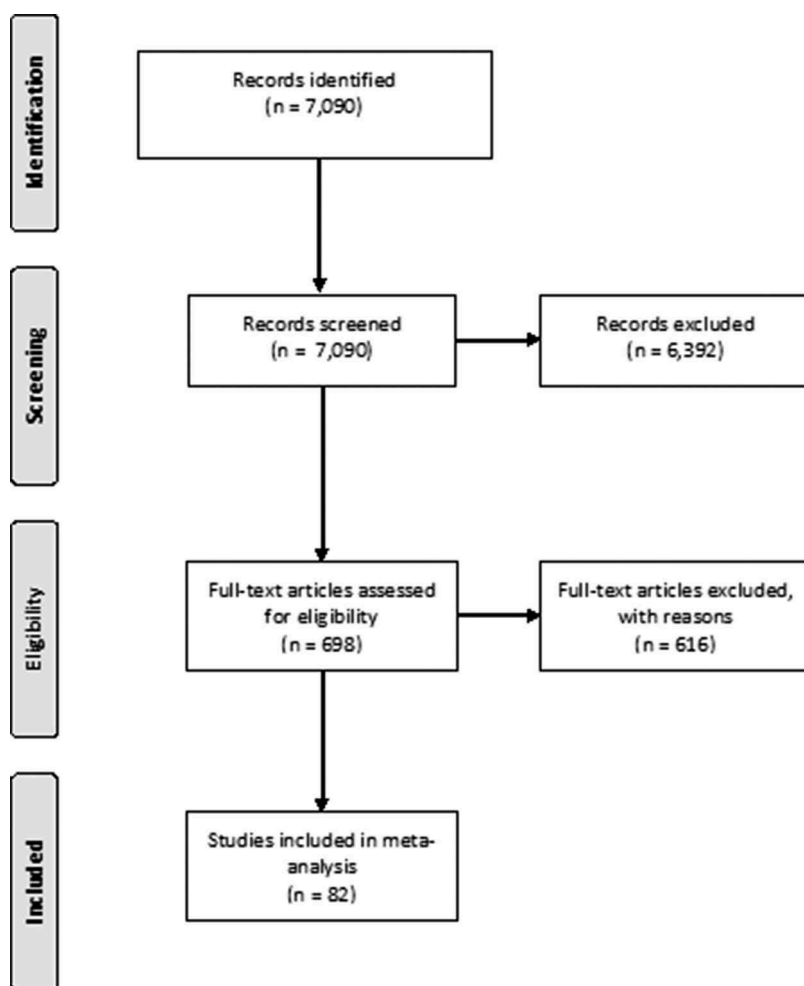 Identification
Records identified
(n = 7,090)
Screening
Records screened
(n = 7,090)
Records excluded
(n = 6,392)
Eligibility
Full-text articles assessed
for eligibility
(n = 698)
Full-text articles excluded,
with reasons
(n = 616)
Included
Studies included in meta-
analysis
(n = 82)